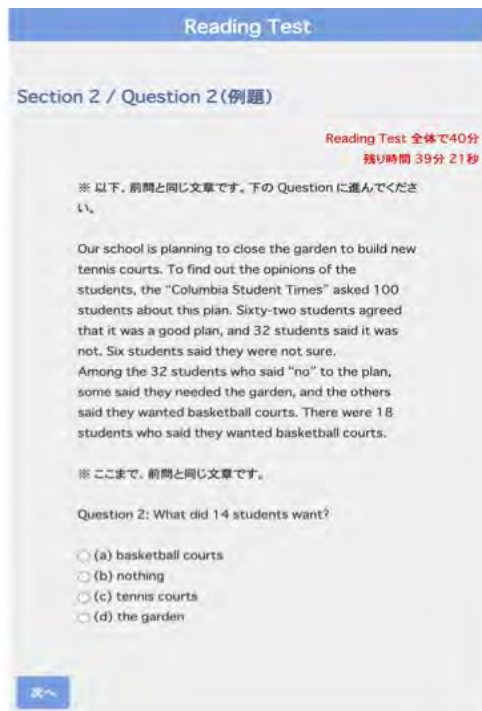 Reading Test
Section 2 / Question 2(例題)
Reading Test 全体で40分
残り時間 39分 21秒
※ 以下、前問と同じ文章です。下の Question に進んでくださ
い。
Our school is planning to close the garden to build new
tennis courts. To find out the opinions of the
students, the “Columbia Student Times” asked 100
students about this plan. Sixty-two students agreed
that it was a good plan, and 32 students said it was
not. Six students said they were not sure.
Among the 32 students who said “no” to the plan,
some said they needed the garden, and the others
said they wanted basketball courts. There were 18
students who said they wanted basketball courts.
※ ここまで、前問と同じ文章です。
Question 2: What did 14 students want?
(a) basketball courts
(b) nothing
(c) tennis courts
(d) the garden
次へ